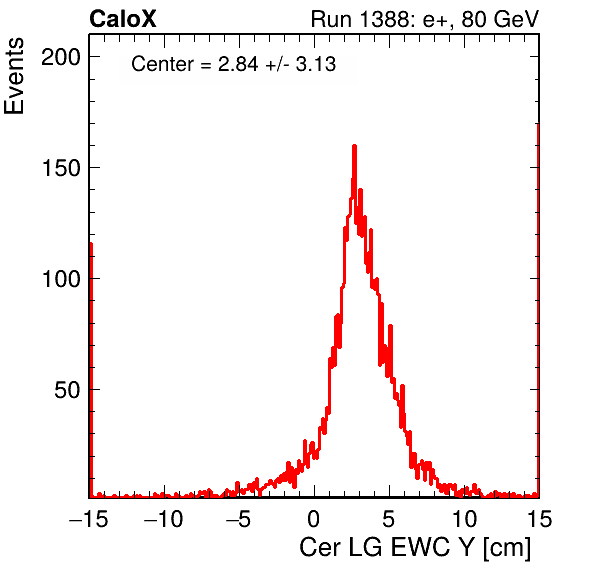 CaloX Run 1388: e+, 80 GeV
Events
Center = 2.84 +/- 3.13
200
150
100
50
−15 −10 −5 0 5 10 15
Cer LG EWC Y [cm]